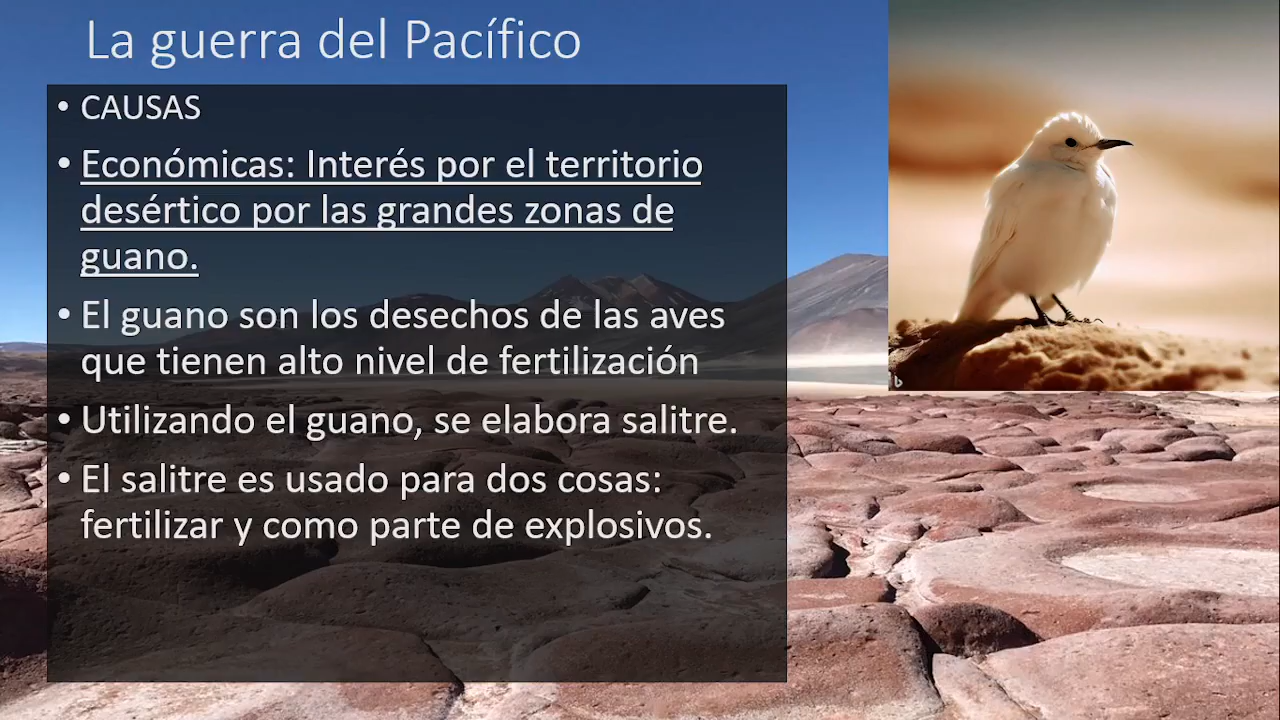 La guerra del Pacífico
• CAUSAS
• Económicas: Interés por el territorio
desértico por las grandes zonas de
guano.
• El guano son los desechos de las aves
que tienen alto nivel de fertilización
• Utilizando el guano, se elabora salitre.
• El salitre es usado para dos cosas:
fertilizar y como parte de explosivos.
b